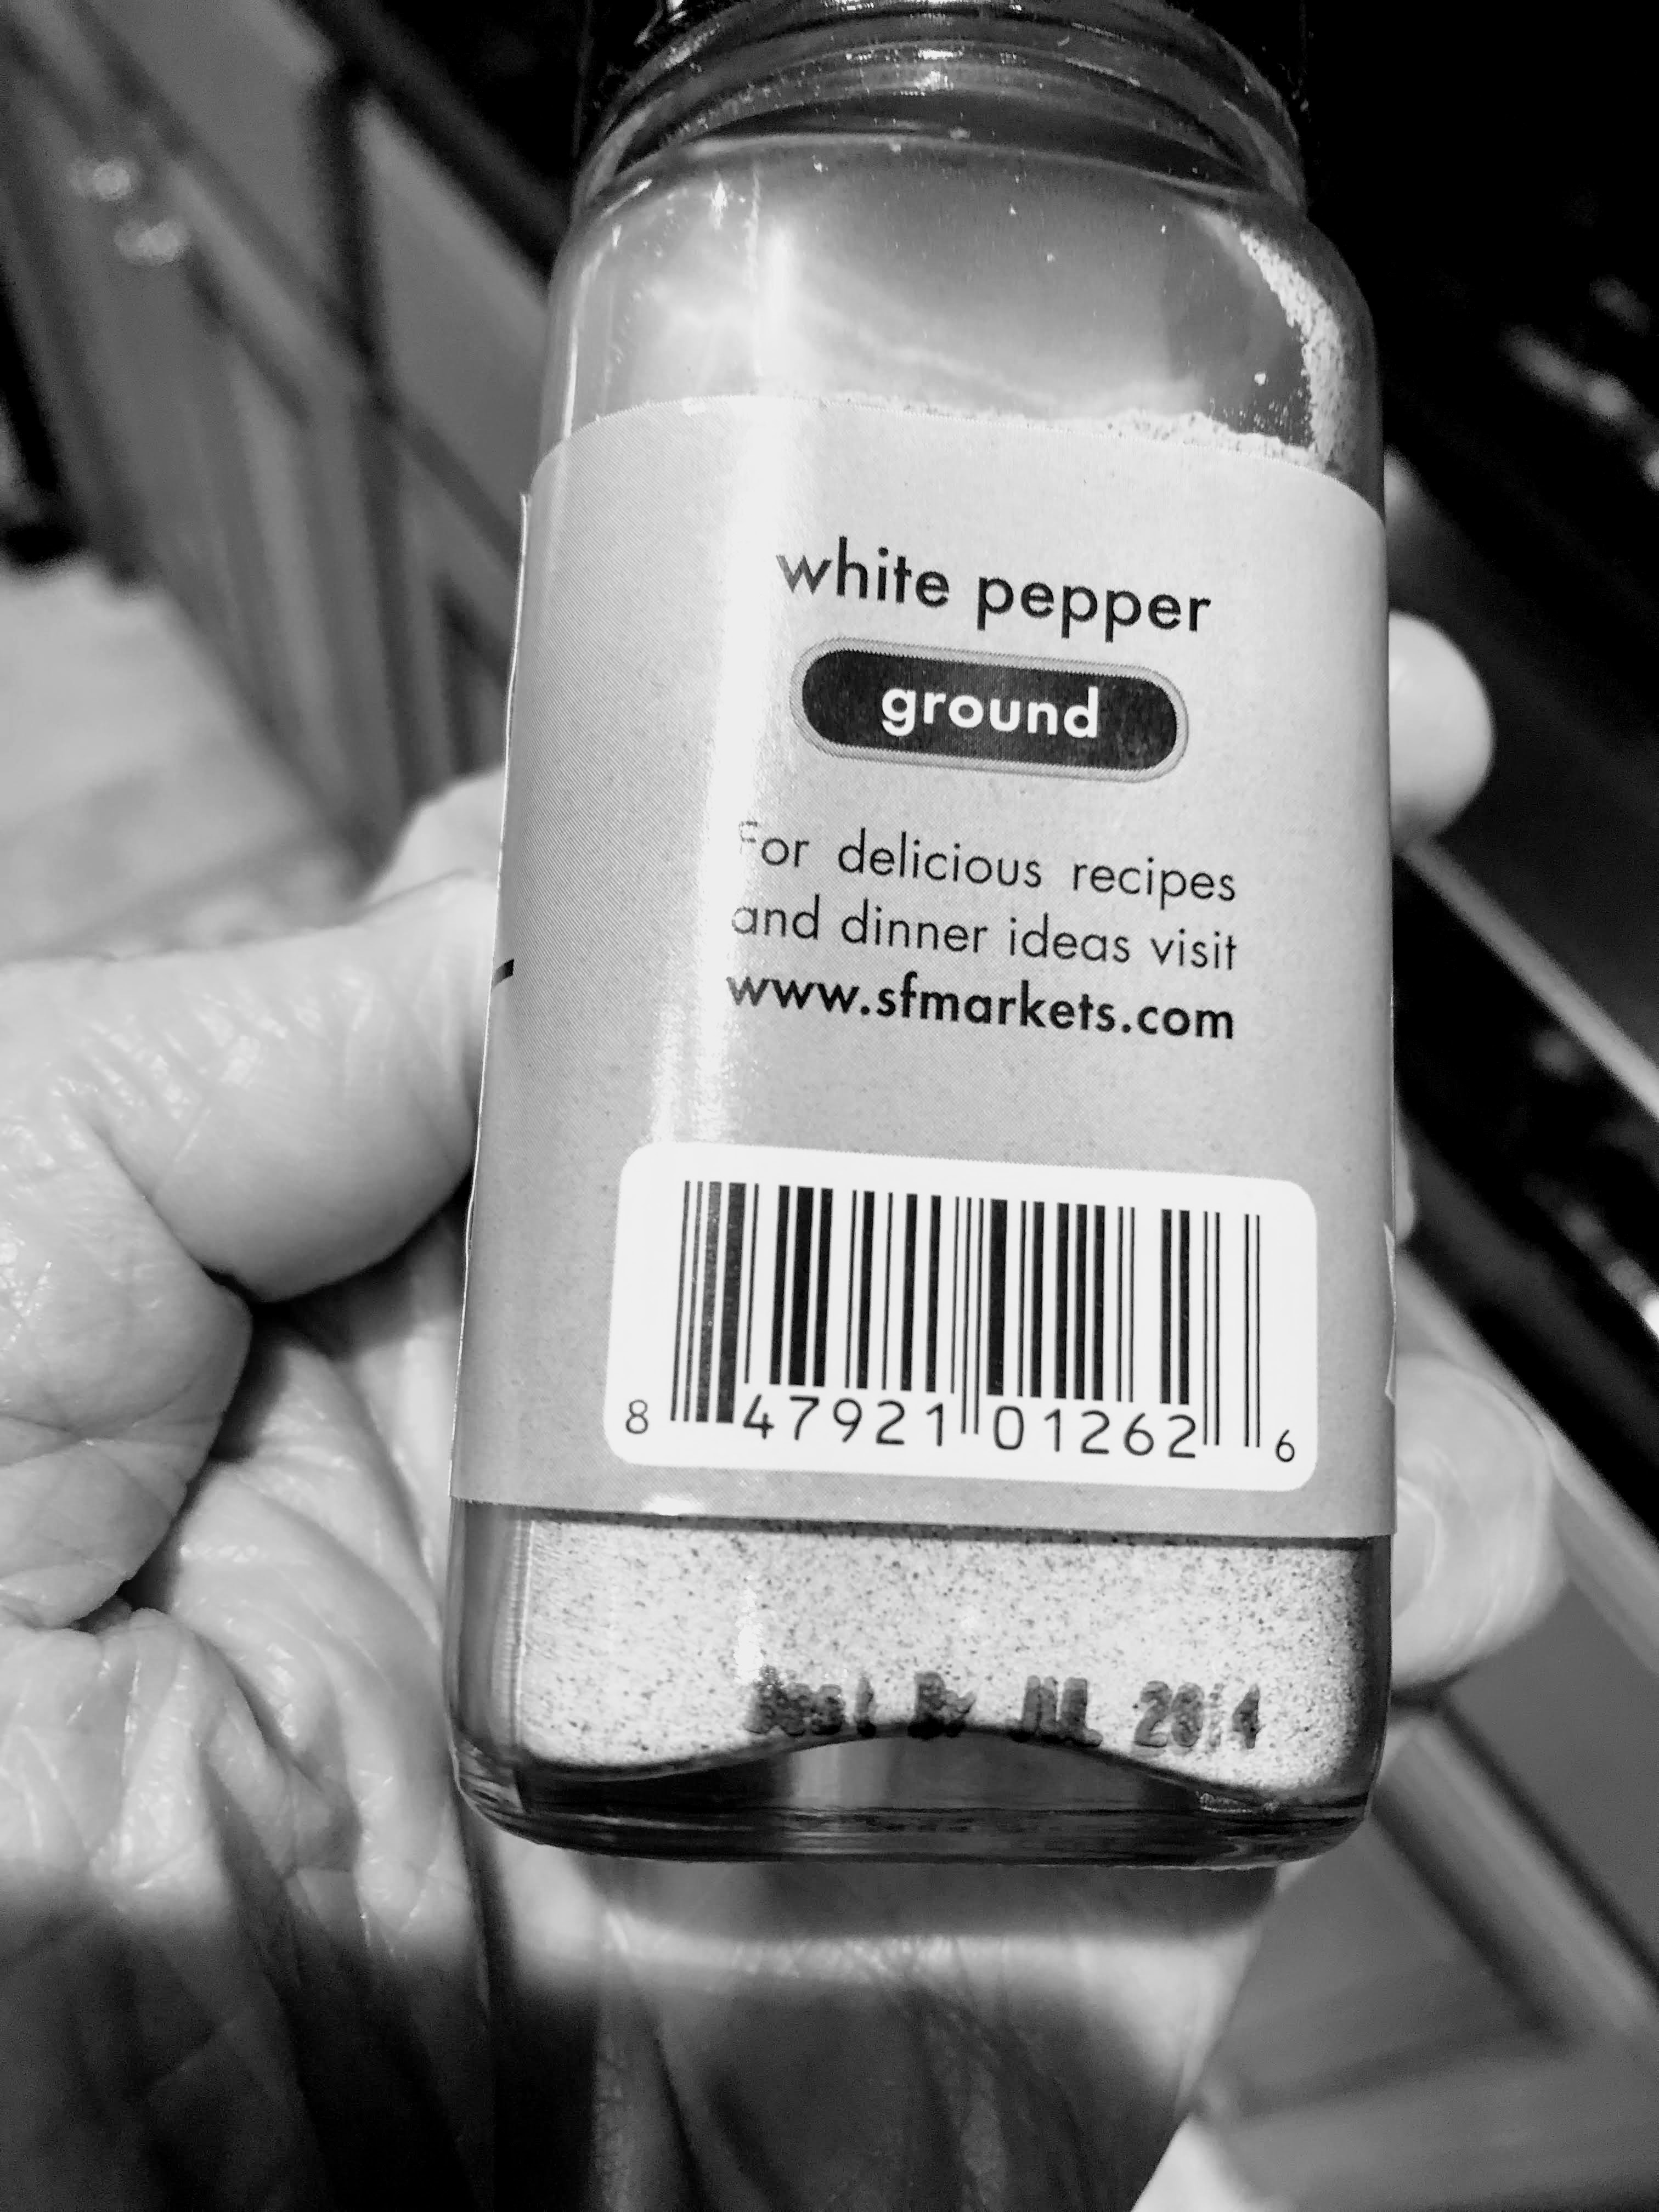 white pepper
ground
For delicious recipes
and dinner ideas visit
www.sfmarkets.com
8 47921 01262 6
Best By JUL 2014